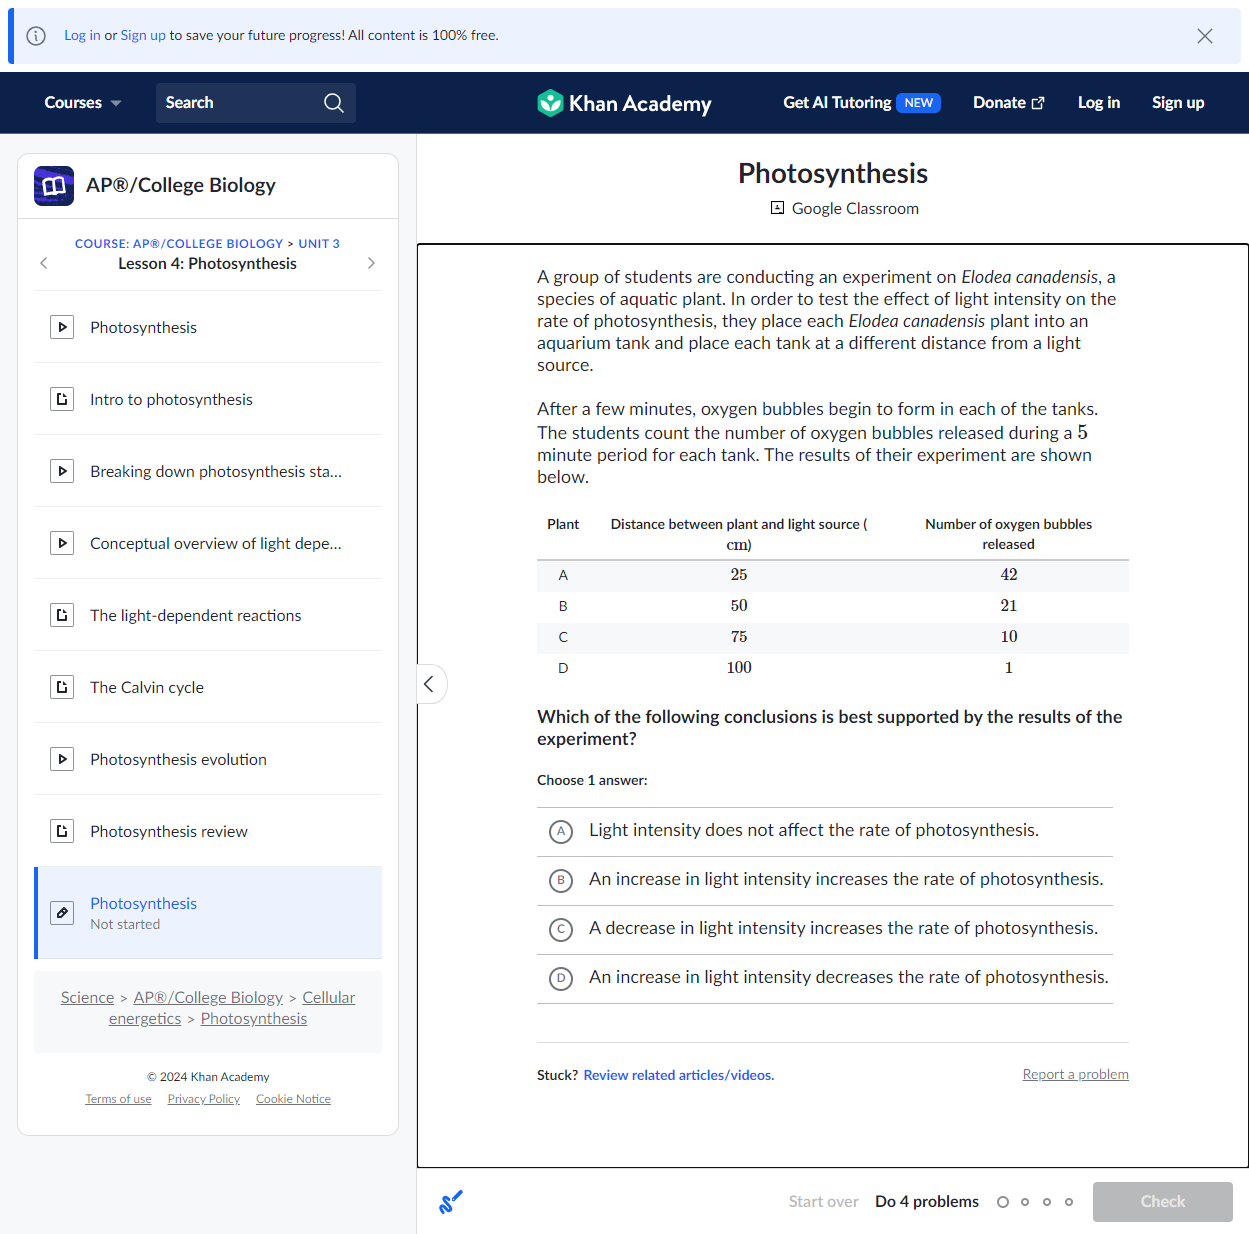 Log in or Sign up to save your future progress! All content is 100% free.
Courses
Search
Khan Academy
Get AI Tutoring NEW
Donate
Log in
Sign up
AP®/College Biology
COURSE: AP®/COLLEGE BIOLOGY > UNIT 3
Lesson 4: Photosynthesis
Photosynthesis
Intro to photosynthesis
Breaking down photosynthesis sta...
Conceptual overview of light depe...
The light-dependent reactions
The Calvin cycle
Photosynthesis evolution
Photosynthesis review
Photosynthesis
Not started
Science > AP®/College Biology > Cellular
energetics > Photosynthesis
© 2024 Khan Academy
Terms of use Privacy Policy Cookie Notice
Photosynthesis
Google Classroom
A group of students are conducting an experiment on Elodea canadensis, a
species of aquatic plant. In order to test the effect of light intensity on the
rate of photosynthesis, they place each Elodea canadensis plant into an
aquarium tank and place each tank at a different distance from a light
source.
After a few minutes, oxygen bubbles begin to form in each of the tanks.
The students count the number of oxygen bubbles released during a 5
minute period for each tank. The results of their experiment are shown
below.
Plant Distance between plant and light source ( Number of oxygen bubbles
cm) released
A 25 42
B 50 21
C 75 10
D 100 1
Which of the following conclusions is best supported by the results of the
experiment?
Choose 1 answer:
A Light intensity does not affect the rate of photosynthesis.
B An increase in light intensity increases the rate of photosynthesis.
C A decrease in light intensity increases the rate of photosynthesis.
D An increase in light intensity decreases the rate of photosynthesis.
Stuck? Review related articles/videos.
Report a problem
Start over
Do 4 problems
Check